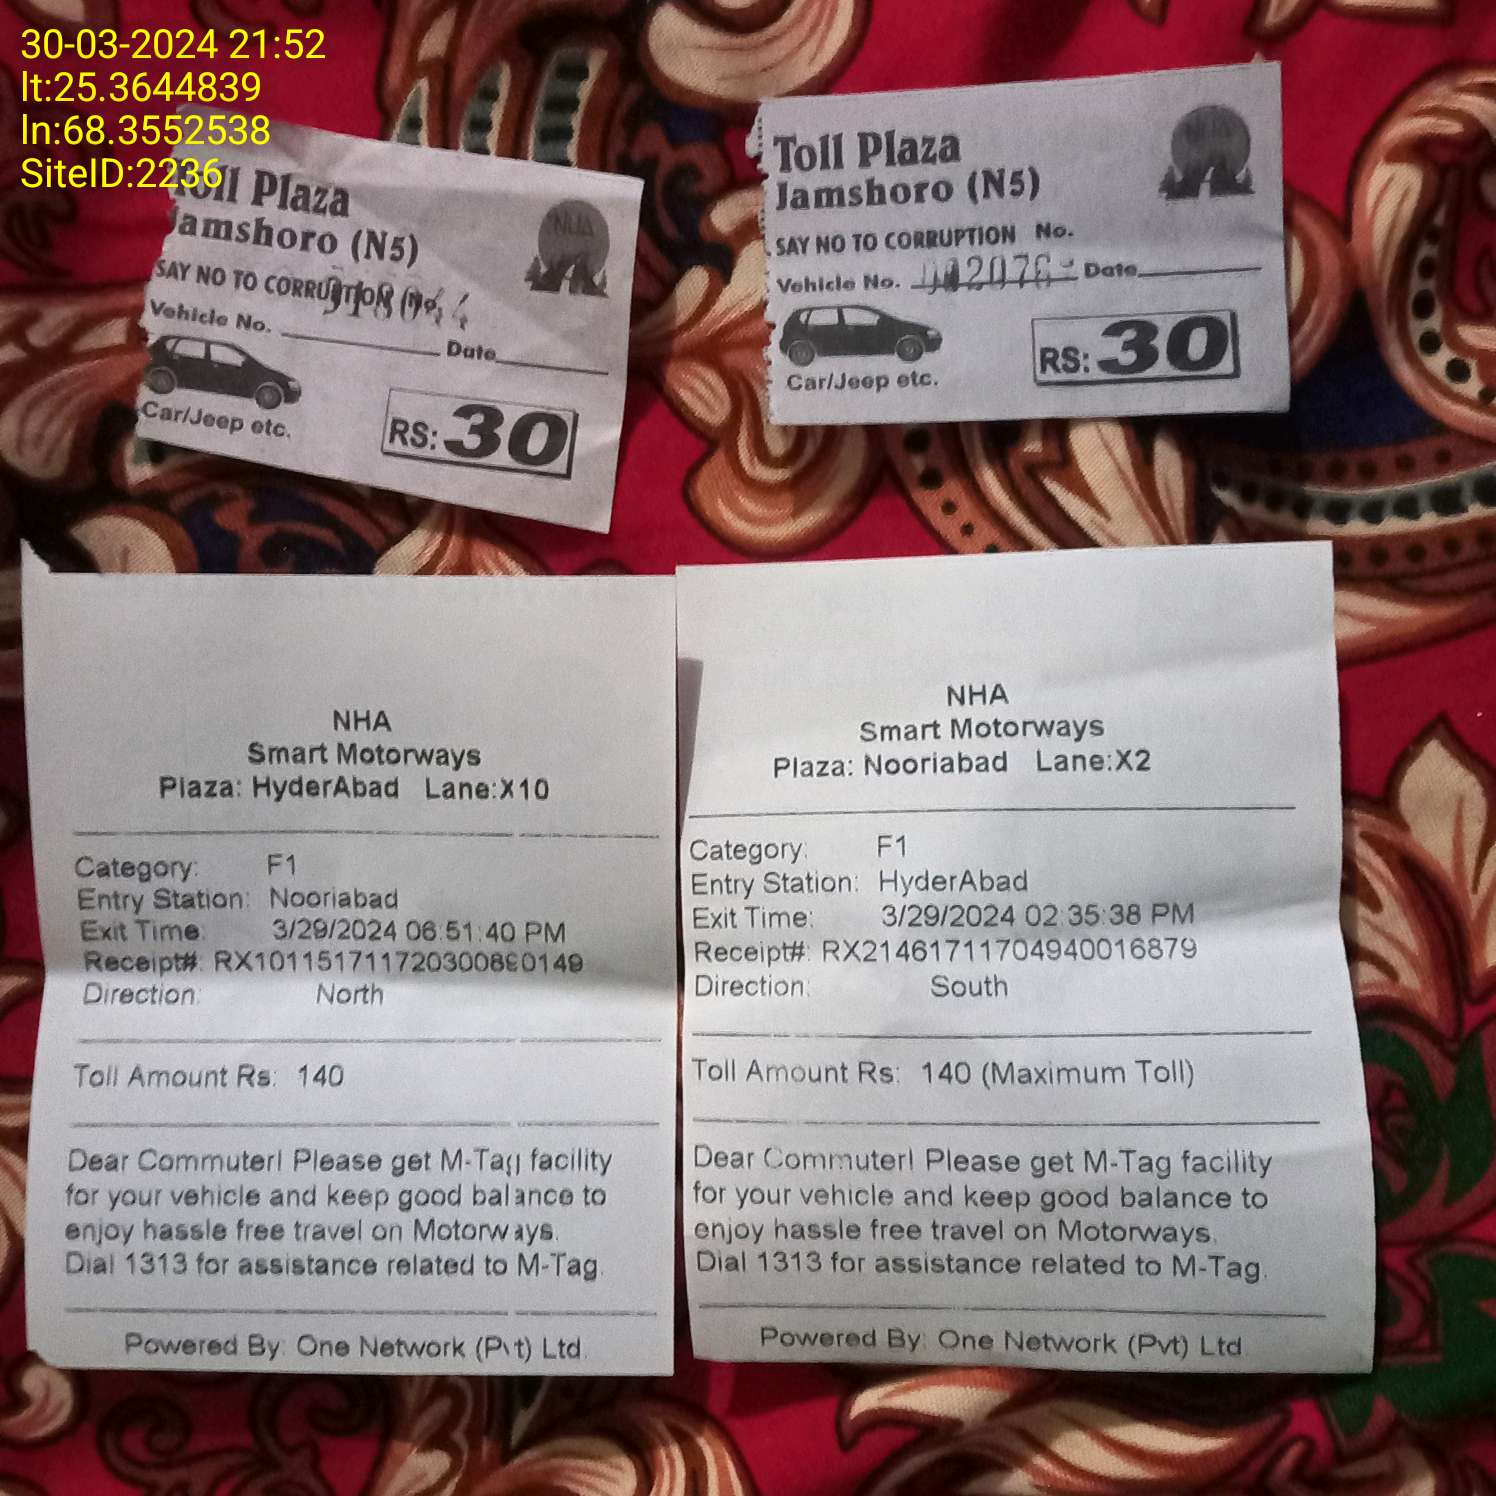 30-03-2024 21:52
lt:25.3644839
ln:68.3552538
SiteID:2236
Toll Plaza
Jamshoro (N5)
SAY NO TO CORRUPTION No.
Vehicle No. Date
Car/Jeep etc.
RS: 30
Toll Plaza
Jamshoro (N5)
SAY NO TO CORRUPTION No.
Vehicle No. Date
Car/Jeep etc.
RS: 30
NHA
Smart Motorways
Plaza: HyderAbad Lane:X10
Category: F1
Entry Station: Nooriabad
Exit Time: 3/29/2024 06:51:40 PM
Receipt#:
Direction: North
Toll Amount Rs: 140
Dear Commuter! Please get M-Tag facility
for your vehicle and keep good balance to
enjoy hassle free travel on Motorways.
Dial 1313 for assistance related to M-Tag.
Powered By: One Network (Pvt) Ltd.
NHA
Smart Motorways
Plaza: Nooriabad Lane:X2
Category: F1
Entry Station: HyderAbad
Exit Time: 3/29/2024 02:35:38 PM
Receipt#: RX21461711704940016879
Direction: South
Toll Amount Rs: 140 (Maximum Toll)
Dear Commuter! Please get M-Tag facility
for your vehicle and keep good balance to
enjoy hassle free travel on Motorways.
Dial 1313 for assistance related to M-Tag.
Powered By: One Network (Pvt) Ltd